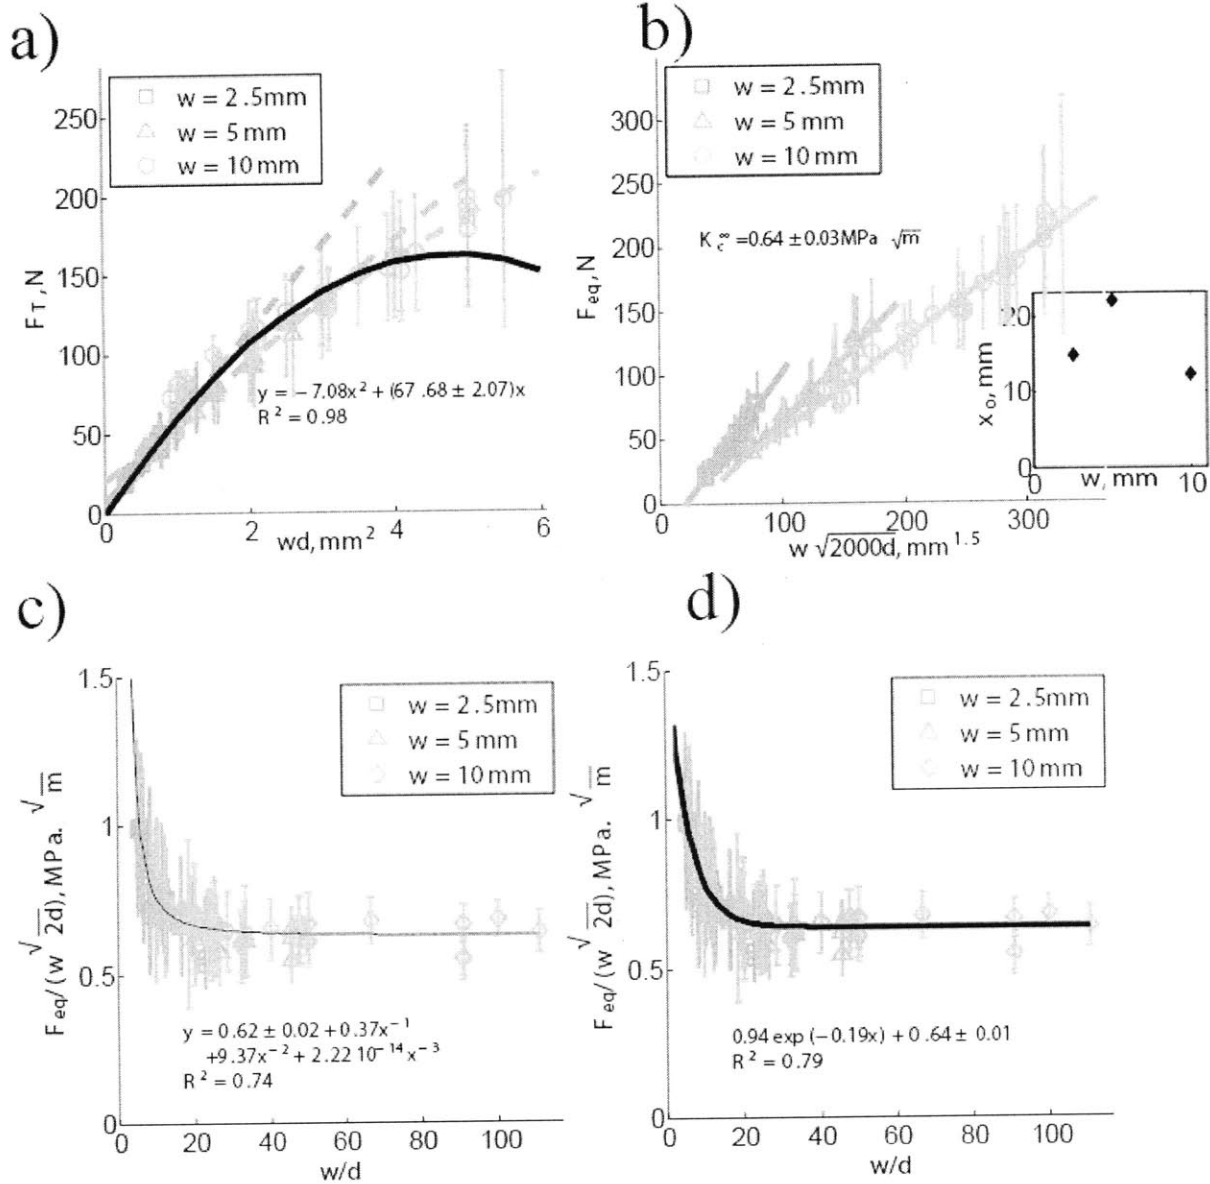 a)
w = 2.5mm
w = 5 mm
w = 10 mm
250
200
150
100
50
0
F_T, N
y = −7.08x² + (67.68 ± 2.07)x
R² = 0.98
0 2 4 6
wd, mm²
b)
w = 2.5mm
w = 5 mm
w = 10 mm
300
250
200
150
100
50
0
F_eq, N
K_c^∞ = 0.64 ± 0.03 MPa √m
20
10
0
x_o, mm
0 10
w, mm
0 100 200 300
w √2000d, mm^1.5
c)
w = 2.5mm
w = 5 mm
w = 10 mm
1.5
1
0.5
0
F_eq/(w √2d), MPa. √m
y = 0.62 ± 0.02 + 0.37x⁻¹
+9.37x⁻² + 2.22 10⁻¹⁴ x⁻³
R² = 0.74
0 20 40 60 80 100
w/d
d)
w = 2.5mm
w = 5 mm
w = 10 mm
1.5
1
0.5
0
F_eq/(w √2d), MPa. √m
0.94 exp (−0.19x) + 0.64 ± 0.01
R² = 0.79
0 20 40 60 80 100
w/d